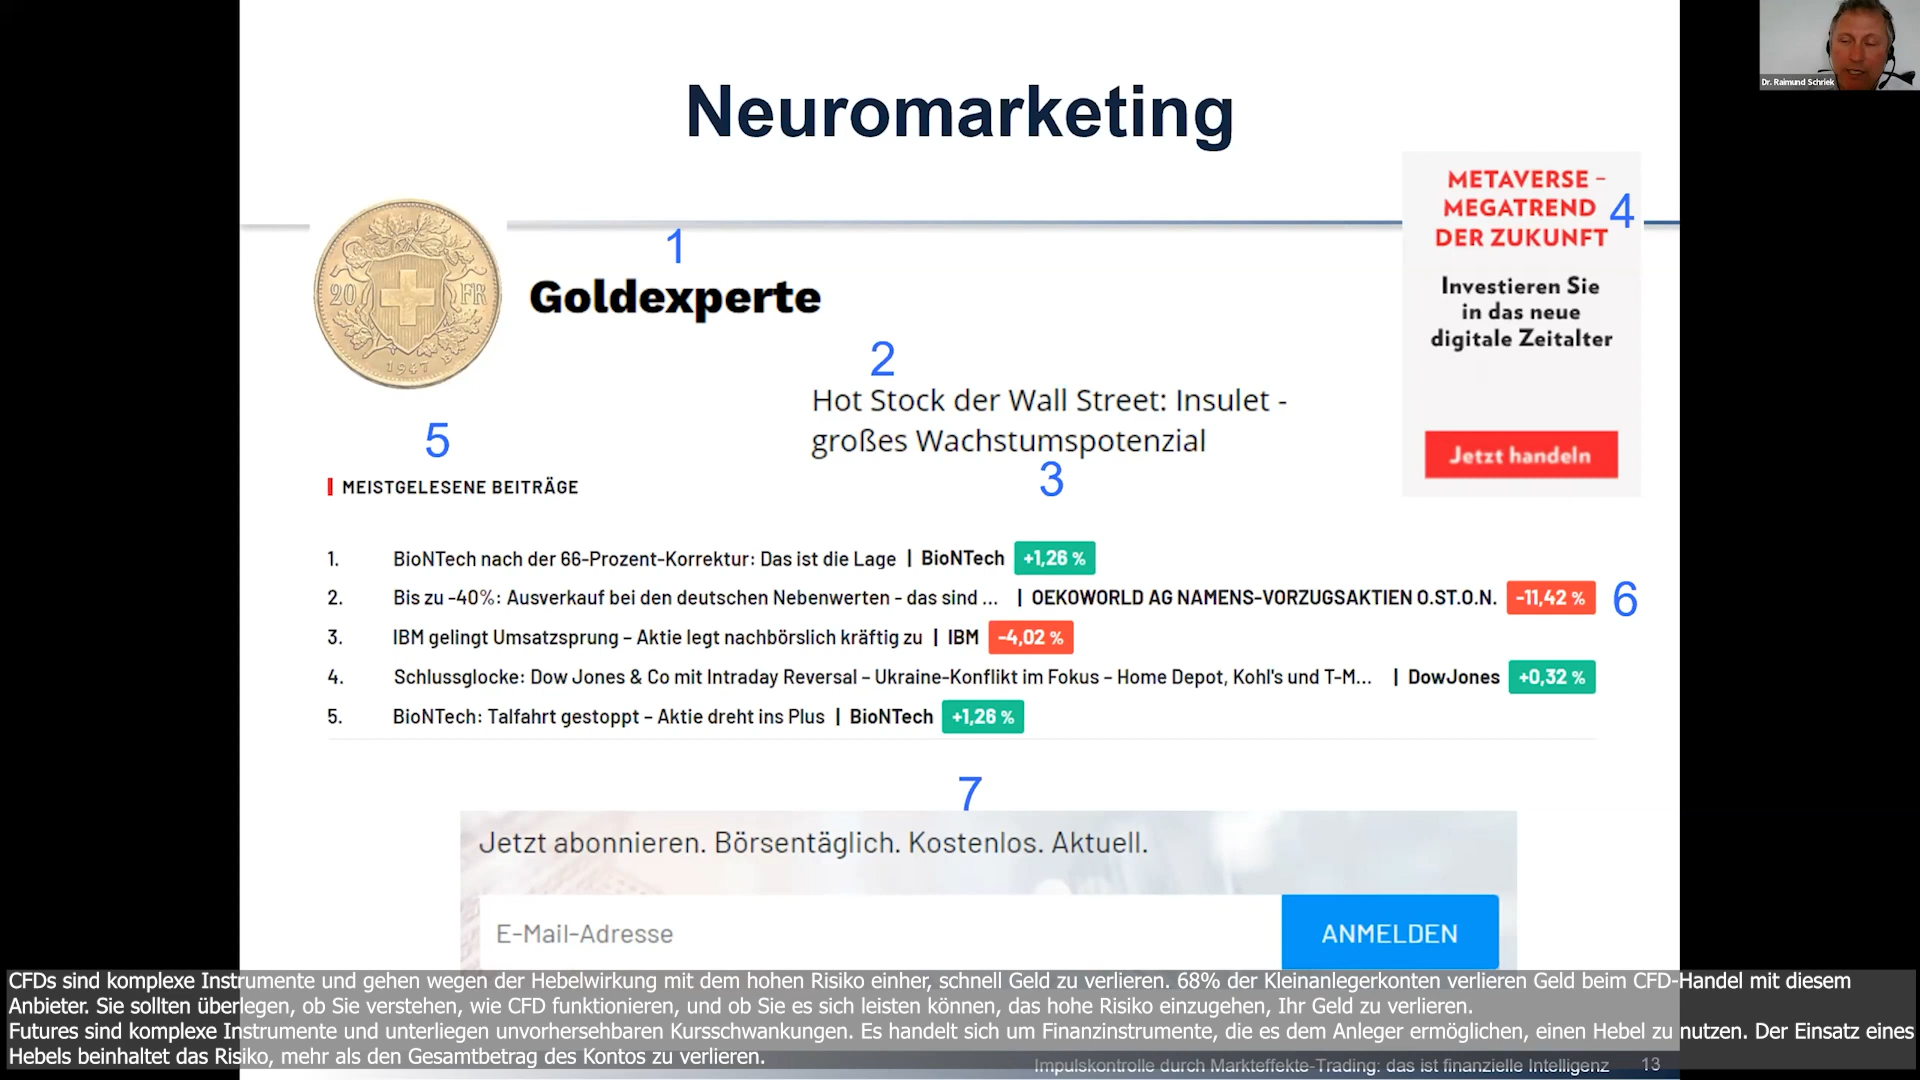 Dr. Raimund Schriek
Neuromarketing
METAVERSE –
MEGATREND
DER ZUKUNFT
4
Investieren Sie
in das neue
digitale Zeitalter
Jetzt handeln
20 FR
1947 B
1
Goldexperte
2
Hot Stock der Wall Street: Insulet -
großes Wachstumspotenzial
3
5
MEISTGELESENE BEITRÄGE
1. BioNTech nach der 66-Prozent-Korrektur: Das ist die Lage | BioNTech +1,26 %
2. Bis zu -40%: Ausverkauf bei den deutschen Nebenwerten - das sind ... | OEKOWORLD AG NAMENS-VORZUGSAKTIEN O.ST.O.N. -11,42 %
6
3. IBM gelingt Umsatzsprung – Aktie legt nachbörslich kräftig zu | IBM -4,02 %
4. Schlussglocke: Dow Jones & Co mit Intraday Reversal – Ukraine-Konflikt im Fokus – Home Depot, Kohl's und T-M... | DowJones +0,32 %
5. BioNTech: Talfahrt gestoppt – Aktie dreht ins Plus | BioNTech +1,26 %
7
Jetzt abonnieren. Börsentäglich. Kostenlos. Aktuell.
E-Mail-Adresse
ANMELDEN
CFDs sind komplexe Instrumente und gehen wegen der Hebelwirkung mit dem hohen Risiko einher, schnell Geld zu verlieren. 68% der Kleinanlegerkonten verlieren Geld beim CFD-Handel mit diesem
Anbieter. Sie sollten überlegen, ob Sie verstehen, wie CFD funktionieren, und ob Sie es sich leisten können, das hohe Risiko einzugehen, Ihr Geld zu verlieren.
Futures sind komplexe Instrumente und unterliegen unvorhersehbaren Kursschwankungen. Es handelt sich um Finanzinstrumente, die es dem Anleger ermöglichen, einen Hebel zu nutzen. Der Einsatz eines
Hebels beinhaltet das Risiko, mehr als den Gesamtbetrag des Kontos zu verlieren.
Impulskontrolle durch Markteffekte-Trading: das ist finanzielle Intelligenz 13